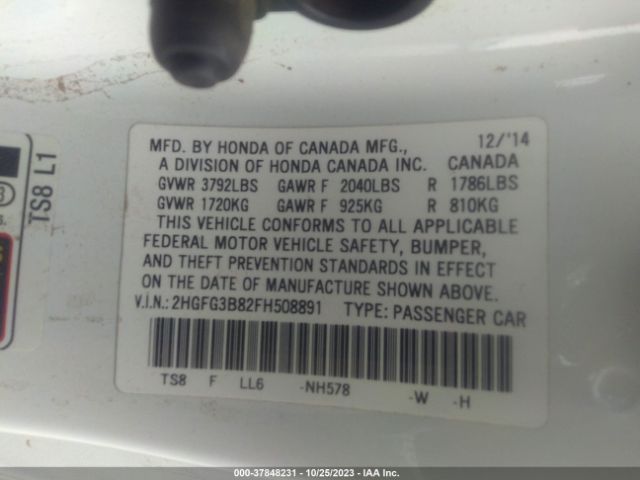 MFD. BY HONDA OF CANADA MFG., 12/'14
A DIVISION OF HONDA CANADA INC. CANADA
GVWR 3792LBS GAWR F 2040LBS R 1786LBS
GVWR 1720KG GAWR F 925KG R 810KG
THIS VEHICLE CONFORMS TO ALL APPLICABLE
FEDERAL MOTOR VEHICLE SAFETY, BUMPER,
AND THEFT PREVENTION STANDARDS IN EFFECT
ON THE DATE OF MANUFACTURE SHOWN ABOVE.
V.I.N.: 2HGFG3B82FH508891 TYPE: PASSENGER CAR
TS8 F LL6 -NH578 -W -H
TS8 L1
000-37848231 - 10/25/2023 - IAA Inc.